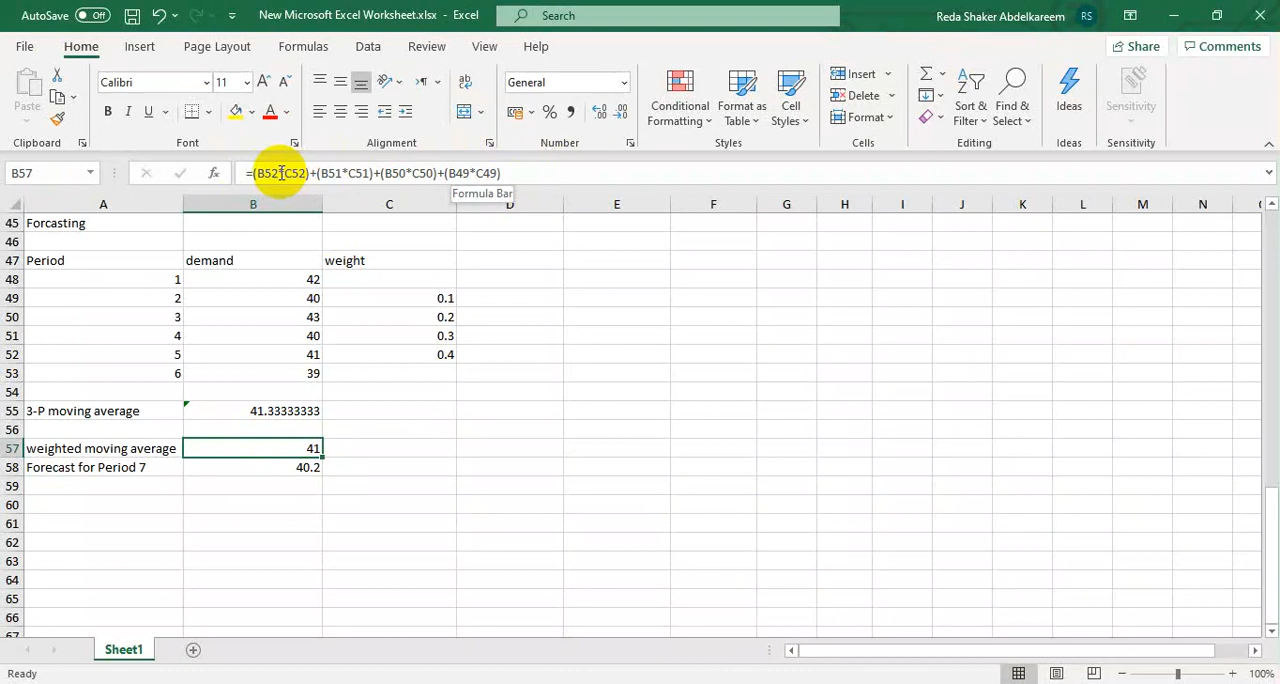 AutoSave Off New Microsoft Excel Worksheet.xlsx - Excel Search Reda Shaker Abdelkareem RS
File Home Insert Page Layout Formulas Data Review View Help Share Comments
Paste Calibri 11 General Conditional Formatting Format as Table Cell Styles Insert Delete Format Sort & Filter Find & Select Ideas Sensitivity
Clipboard Font Alignment Number Styles Cells Editing Ideas Sensitivity
B57 fx =(B52*C52)+(B51*C51)+(B50*C50)+(B49*C49)
Formula Bar
A B C D E F G H I J K L M N
45 Forcasting
46
47 Period demand weight
48 1 42
49 2 40 0.1
50 3 43 0.2
51 4 40 0.3
52 5 41 0.4
53 6 39
54
55 3-P moving average 41.33333333
56
57 weighted moving average 41
58 Forecast for Period 7 40.2
59
60
61
62
63
64
65
66
67
Sheet1
Ready 100%